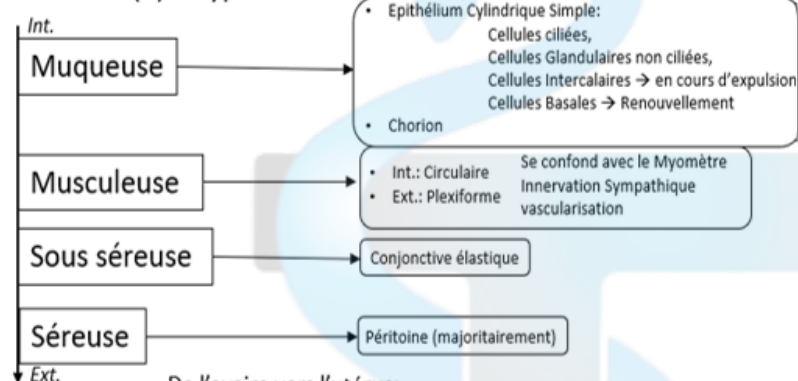 Int.
Muqueuse
• Epithélium Cylindrique Simple:
Cellules ciliées,
Cellules Glandulaires non ciliées,
Cellules Intercalaires → en cours d'expulsion
Cellules Basales → Renouvellement
• Chorion
Musculeuse
• Int.: Circulaire
• Ext.: Plexiforme
Se confond avec le Myomètre
Innervation Sympathique
vascularisation
Sous séreuse
Conjonctive élastique
Séreuse
Péritoine (majoritairement)
Ext.
De l'ovaire vers l'utérus